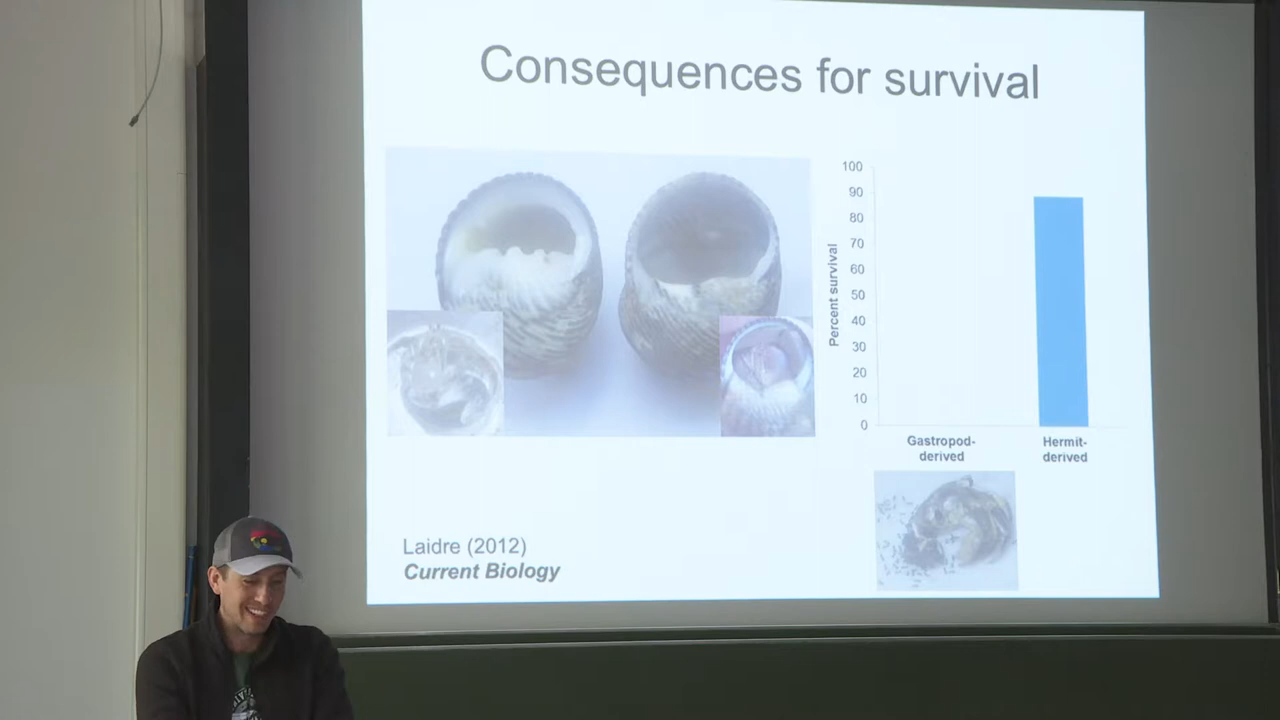 Consequences for survival
100
90
80
70
60
50
40
30
20
10
0
Percent survival
Gastropod-
derived
Hermit-
derived
Laidre (2012)
Current Biology